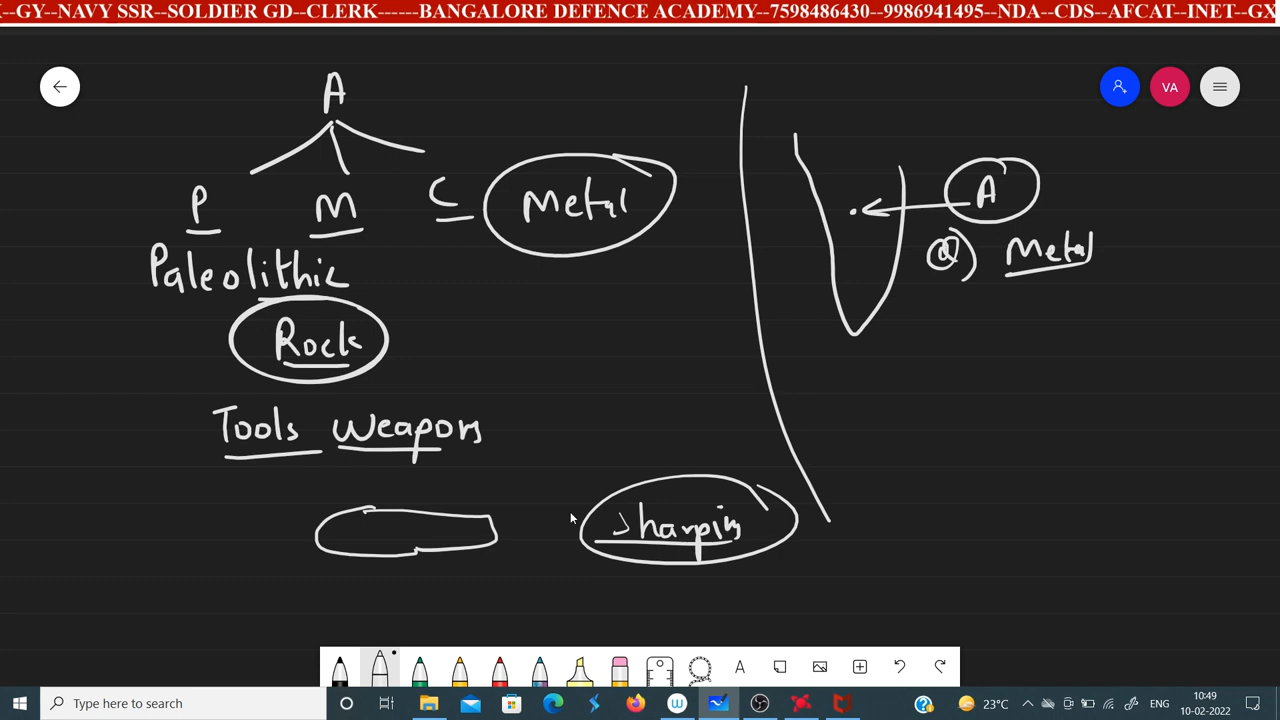 --GY--NAVY SSR--SOLDIER GD--CLERK------BANGALORE DEFENCE ACADEMY--7598486430--9986941495--NDA--CDS--AFCAT--INET--GX
A
VA
P M C Metal
A
Paleolithic
Q) Metal
Rock
Tools weapons
Sharpin
A
Type here to search
23°C
ENG
10:49
10-02-2022